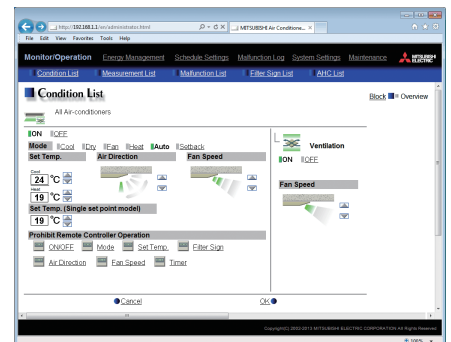 http://192.168.1.1/en/administrator.html
MITSUBISHI Air Conditione...
File Edit View Favorites Tools Help
Monitor/Operation Energy Management Schedule Settings Malfunction Log System Settings Maintenance MITSUBISHI ELECTRIC
Condition List Measurement List Malfunction List Filter Sign List AHC List
Condition List
Block Overview
All Air-conditioners
ON OFF
Mode Cool Dry Fan Heat Auto Setback
Set Temp. Air Direction Fan Speed
Cool
24 °C
Heat
19 °C
Set Temp. (Single set point model)
19 °C
Ventilation
ON OFF
Fan Speed
Prohibit Remote Controller Operation
ON/OFF Mode Set Temp. Filter Sign
Air Direction Fan Speed Timer
Cancel OK
Copyright(C) 2002-2013 MITSUBISHI ELECTRIC CORPORATION All Rights Reserved
100%